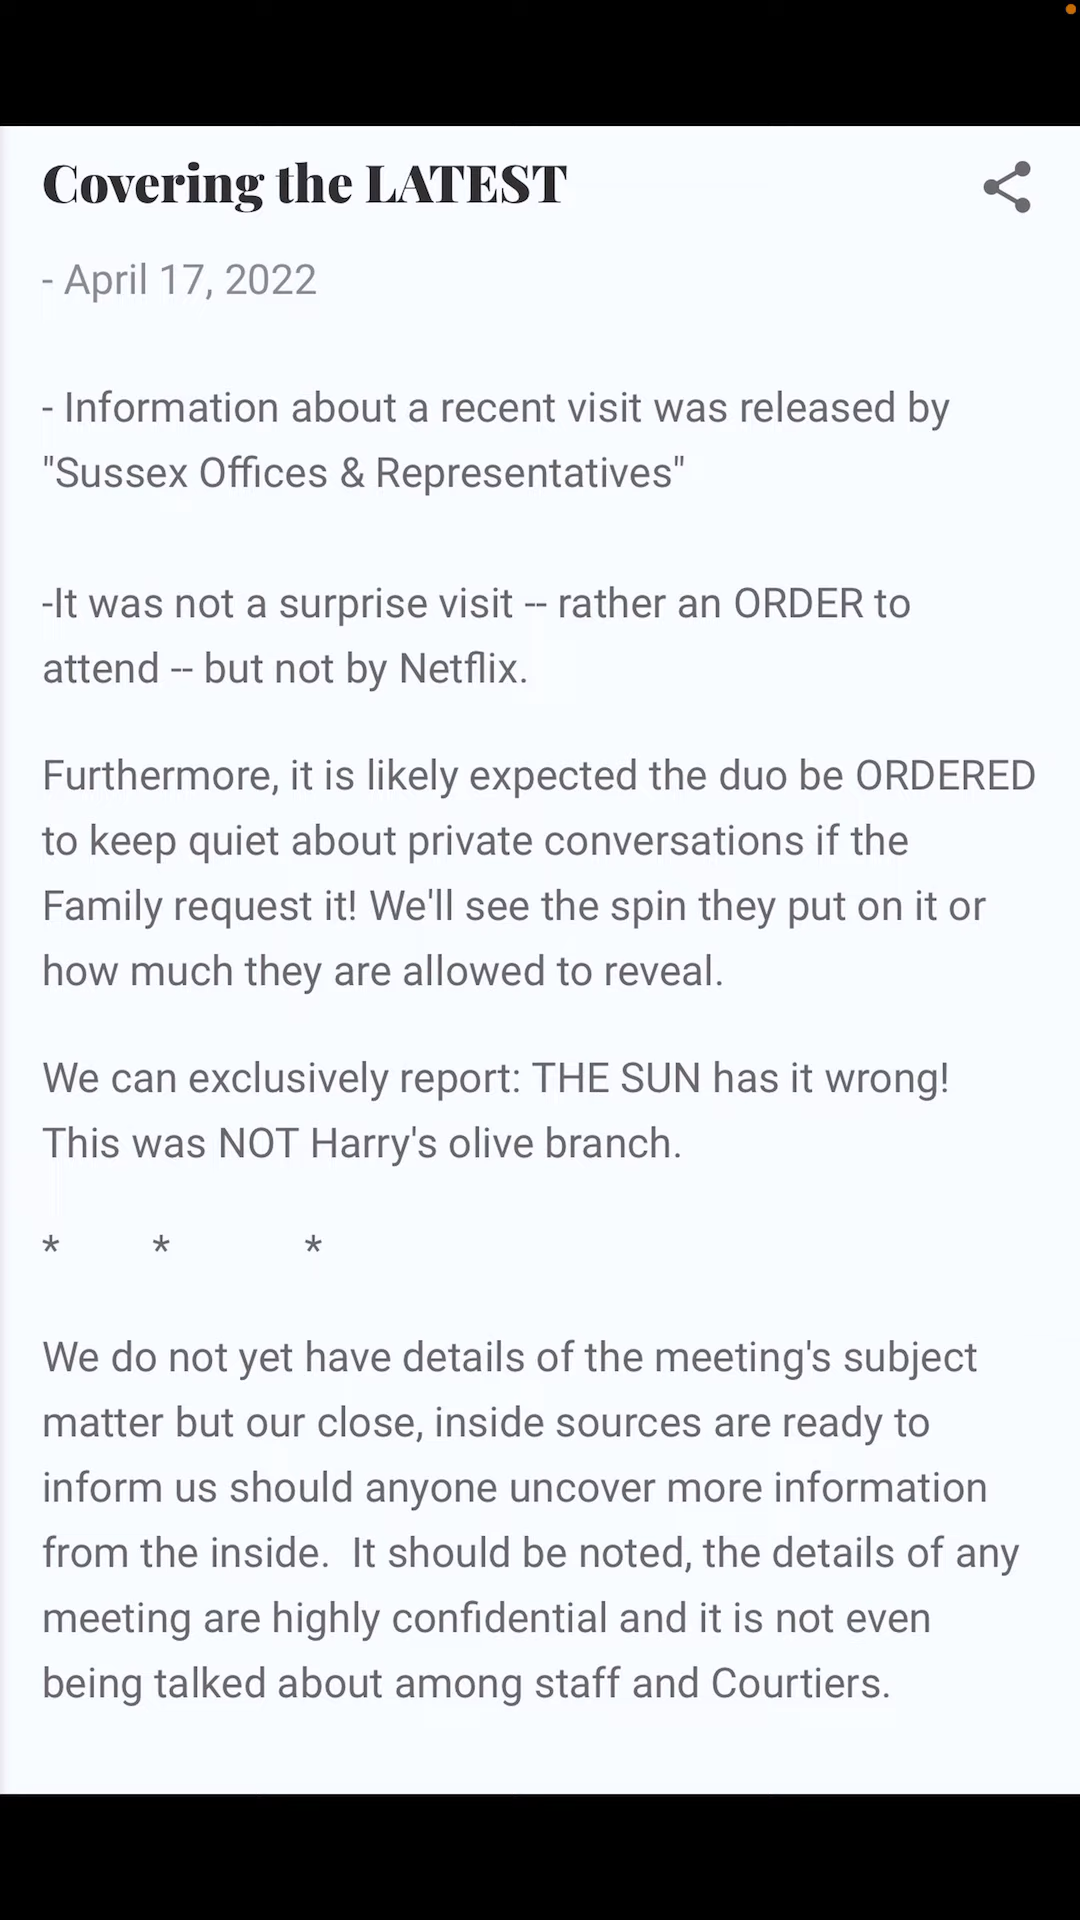 Covering the LATEST
- April 17, 2022
- Information about a recent visit was released by
"Sussex Offices & Representatives"
-It was not a surprise visit -- rather an ORDER to
attend -- but not by Netflix.
Furthermore, it is likely expected the duo be ORDERED
to keep quiet about private conversations if the
Family request it! We'll see the spin they put on it or
how much they are allowed to reveal.
We can exclusively report: THE SUN has it wrong!
This was NOT Harry's olive branch.
* * *
We do not yet have details of the meeting's subject
matter but our close, inside sources are ready to
inform us should anyone uncover more information
from the inside.  It should be noted, the details of any
meeting are highly confidential and it is not even
being talked about among staff and Courtiers.